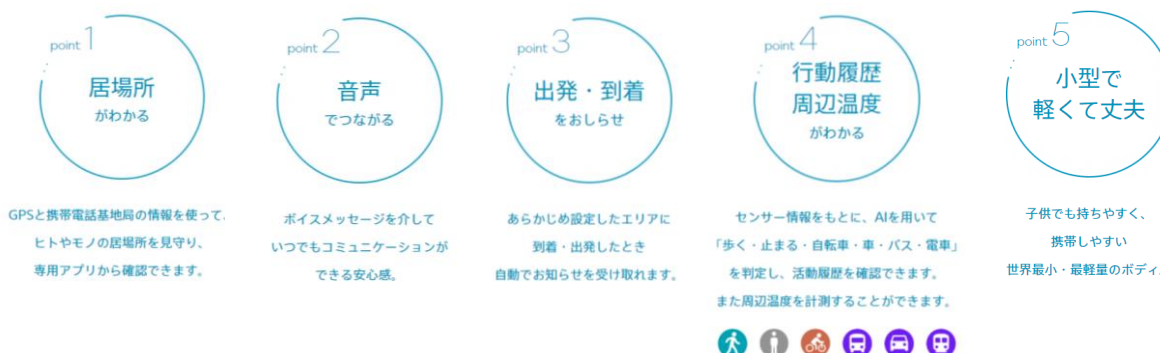 point 1
居場所
がわかる
GPSと携帯電話基地局の情報を使って、
ヒトやモノの居場所を見守り、
専用アプリから確認できます。
point 2
音声
でつながる
ボイスメッセージを介して
いつでもコミュニケーションが
できる安心感。
point 3
出発・到着
をおしらせ
あらかじめ設定したエリアに
到着・出発したとき
自動でお知らせを受け取れます。
point 4
行動履歴
周辺温度
がわかる
センサー情報をもとに、AIを用いて
「歩く・止まる・自転車・車・バス・電車」
を判定し、活動履歴を確認できます。
また周辺温度を計測することができます。
point 5
小型で
軽くて丈夫
子供でも持ちやすく、
携帯しやすい
世界最小・最軽量のボディ